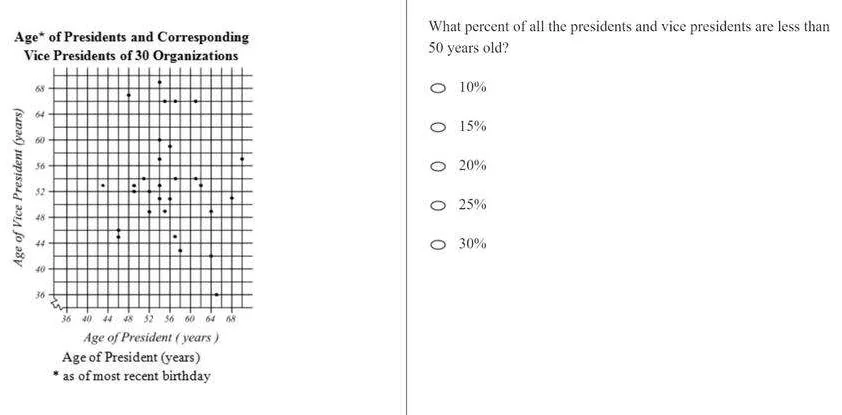 Age* of Presidents and Corresponding
Vice Presidents of 30 Organizations
68
64
60
56
52
48
44
40
36
Age of Vice President (years)
36 40 44 48 52 56 60 64 68
Age of President ( years )
Age of President (years)
* as of most recent birthday
What percent of all the presidents and vice presidents are less than
50 years old?
10%
15%
20%
25%
30%